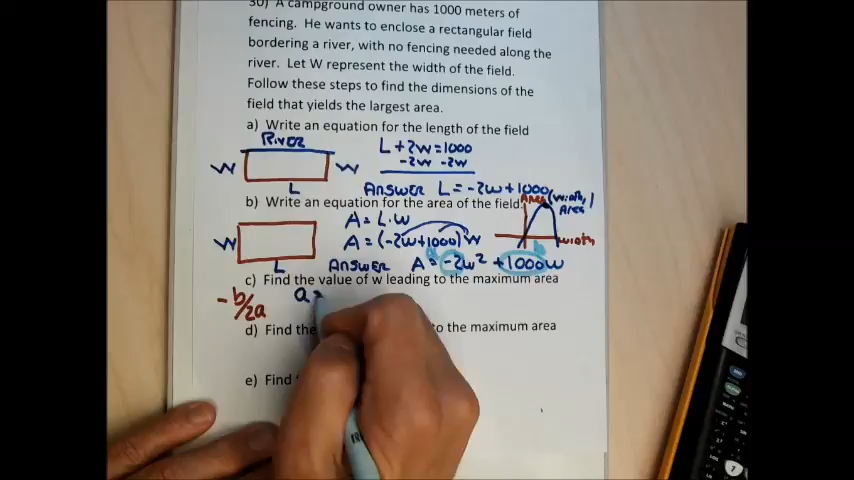 30) A campground owner has 1000 meters of
fencing. He wants to enclose a rectangular field
bordering a river, with no fencing needed along the
river. Let W represent the width of the field.
Follow these steps to find the dimensions of the
field that yields the largest area.
a) Write an equation for the length of the field
RIVER
L + 2W = 1000
-2W -2W
W W
L
ANSWER L = -2W + 1000
b) Write an equation for the area of the field.
AREA (WIDTH, AREA)
A = L·W
W
A = (-2W + 1000)W
WIDTH
L
a b
ANSWER A = -2W² + 1000W
c) Find the value of w leading to the maximum area
-b/2a
a =
d) Find the to the maximum area
e) Find